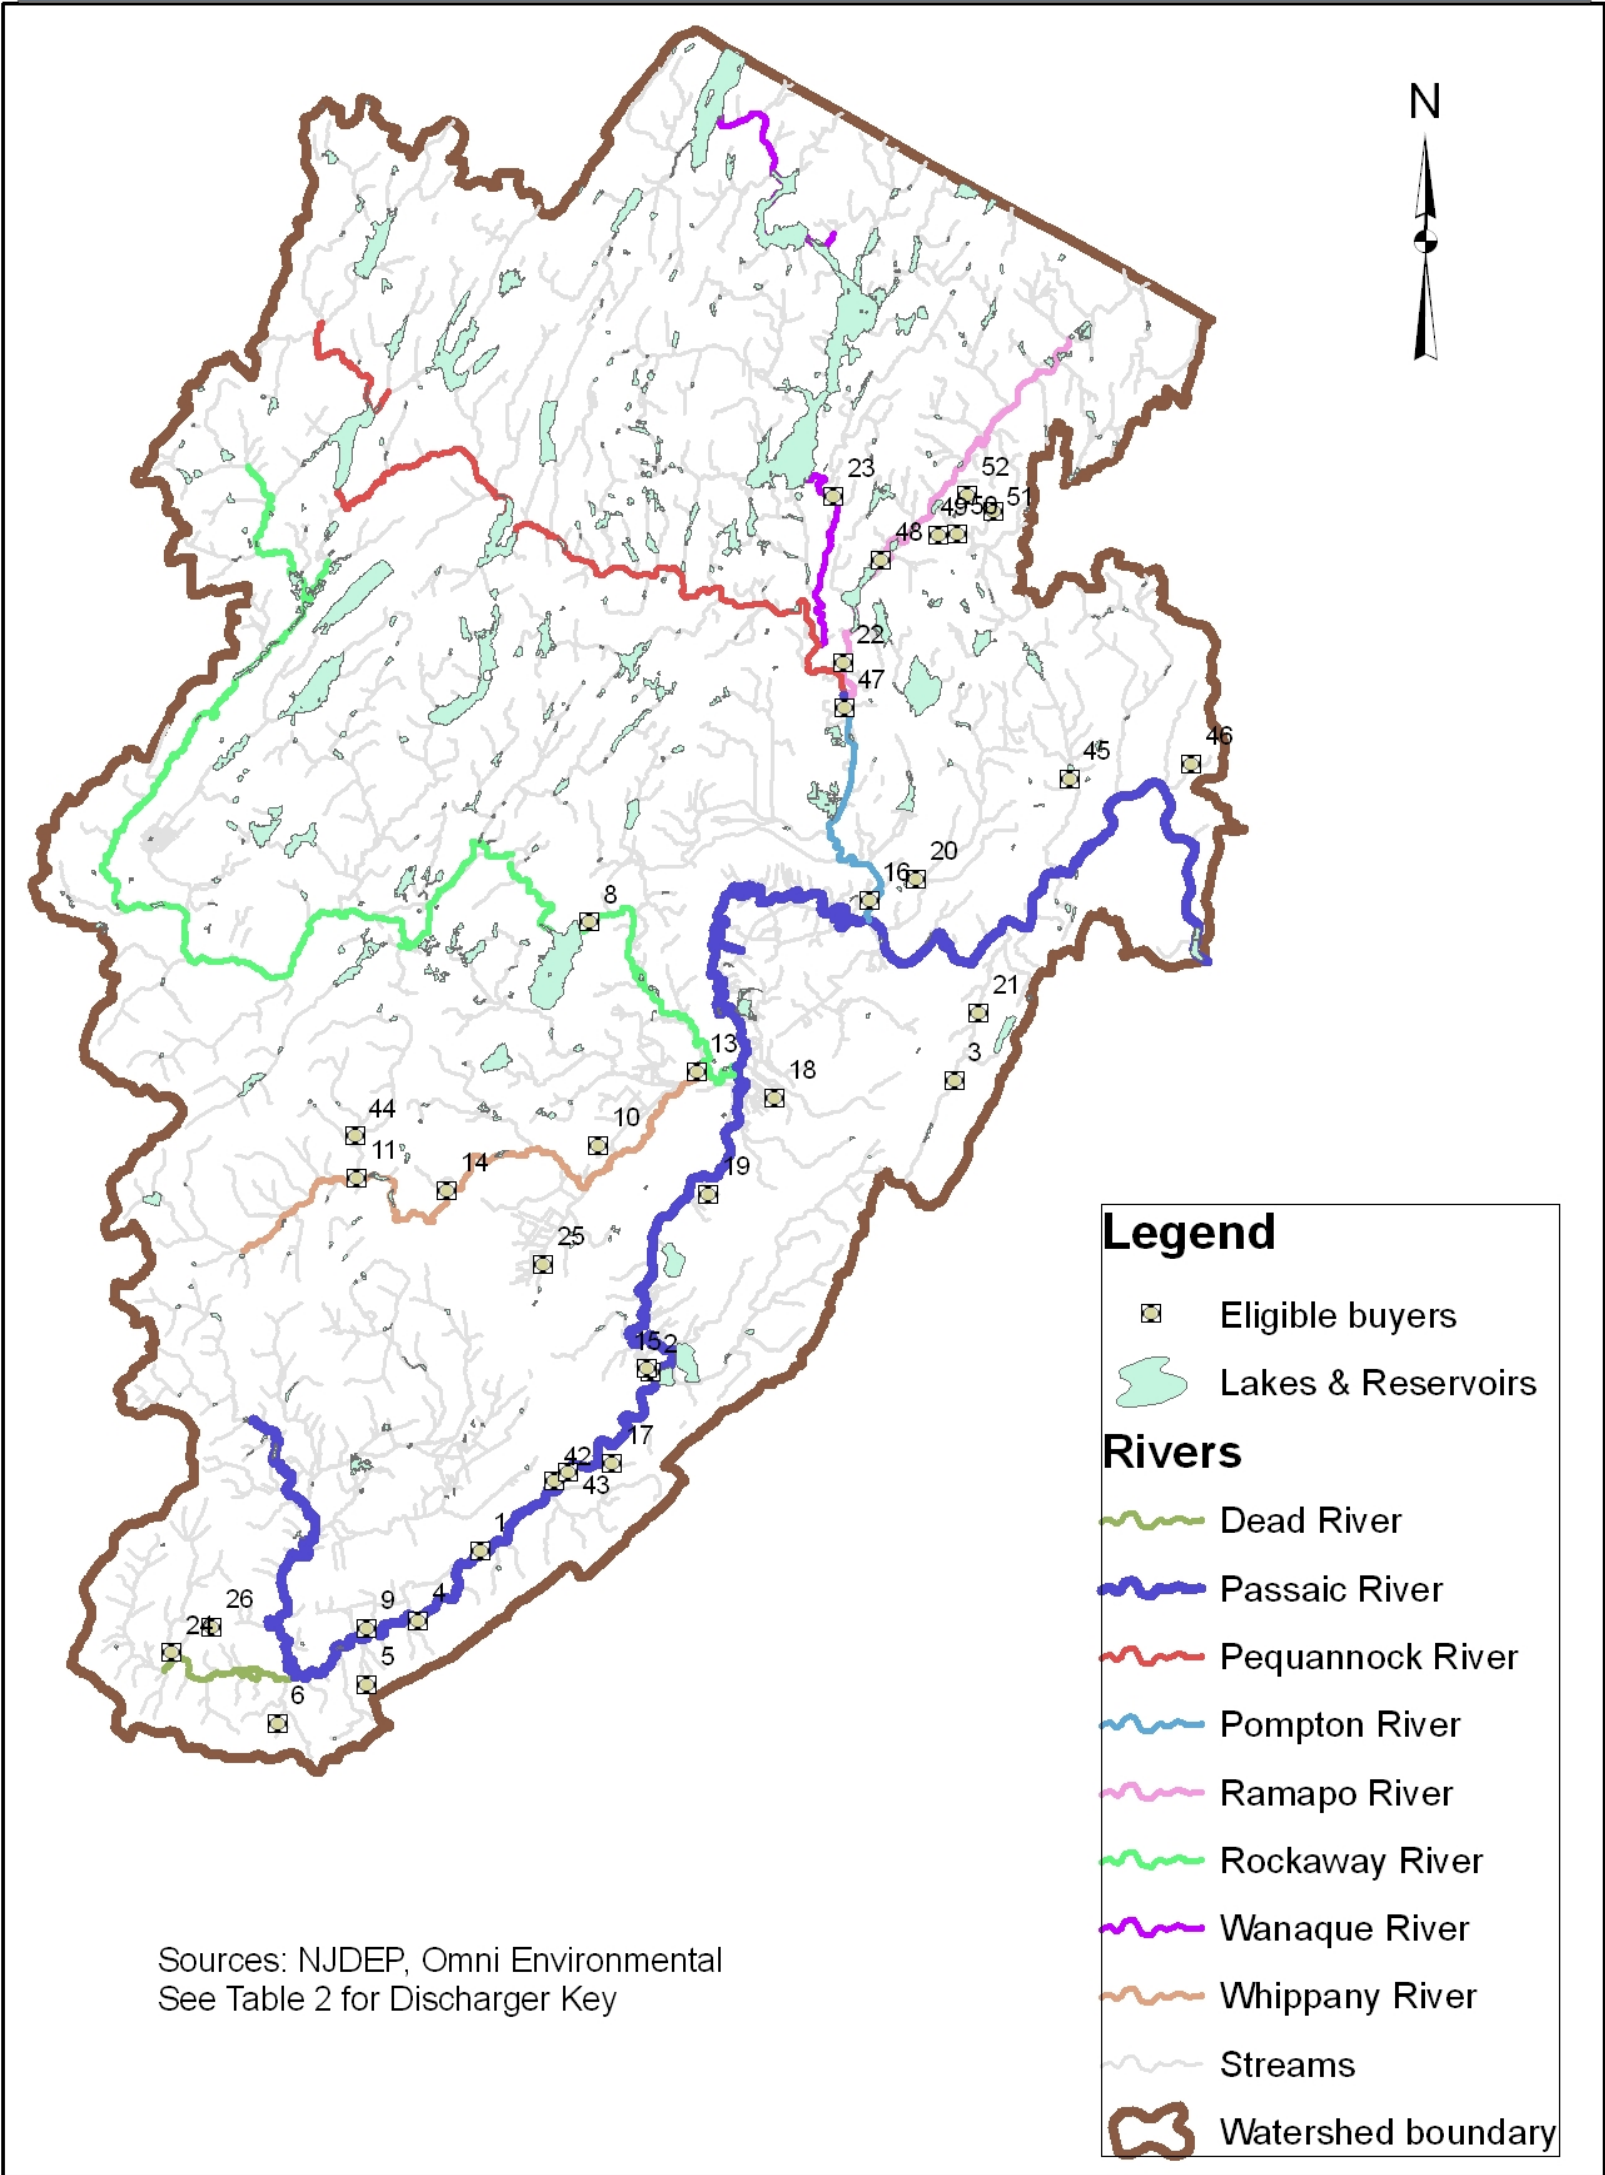 N
52
23
51
49
50
48
22
47
46
45
20
16
8
21
13
3
18
44
10
11
14
19
25
15
2
17
42
43
1
4
9
26
24
5
6
Legend
Eligible buyers
Lakes & Reservoirs
Rivers
Dead River
Passaic River
Pequannock River
Pompton River
Ramapo River
Rockaway River
Wanaque River
Whippany River
Streams
Watershed boundary
Sources: NJDEP, Omni Environmental
See Table 2 for Discharger Key